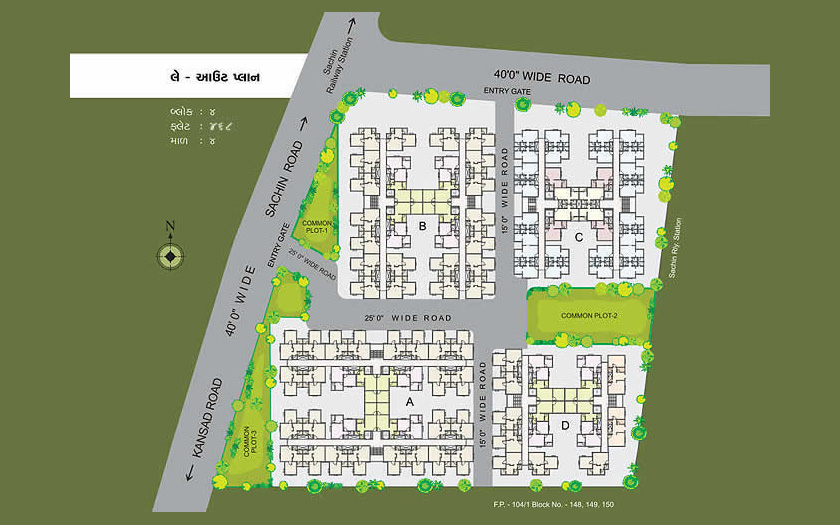 લે - આઉટ પ્લાન
બ્લોક : ૪
ફ્લેટ : ૪૬૮
માળ : ૪
Sachin
Railway Station
40'0" WIDE ROAD
ENTRY GATE
SACHIN ROAD
COMMON
PLOT-1
ENTRY GATE
25'0" WIDE ROAD
N
B
15'0" WIDE ROAD
C
Sachin Rly. Station
40'0" WIDE
25'0" WIDE ROAD
COMMON PLOT-2
KANSAD ROAD
COMMON
PLOT-3
A
15'0" WIDE ROAD
D
F.P. - 104/1 Block No. - 148, 149, 150